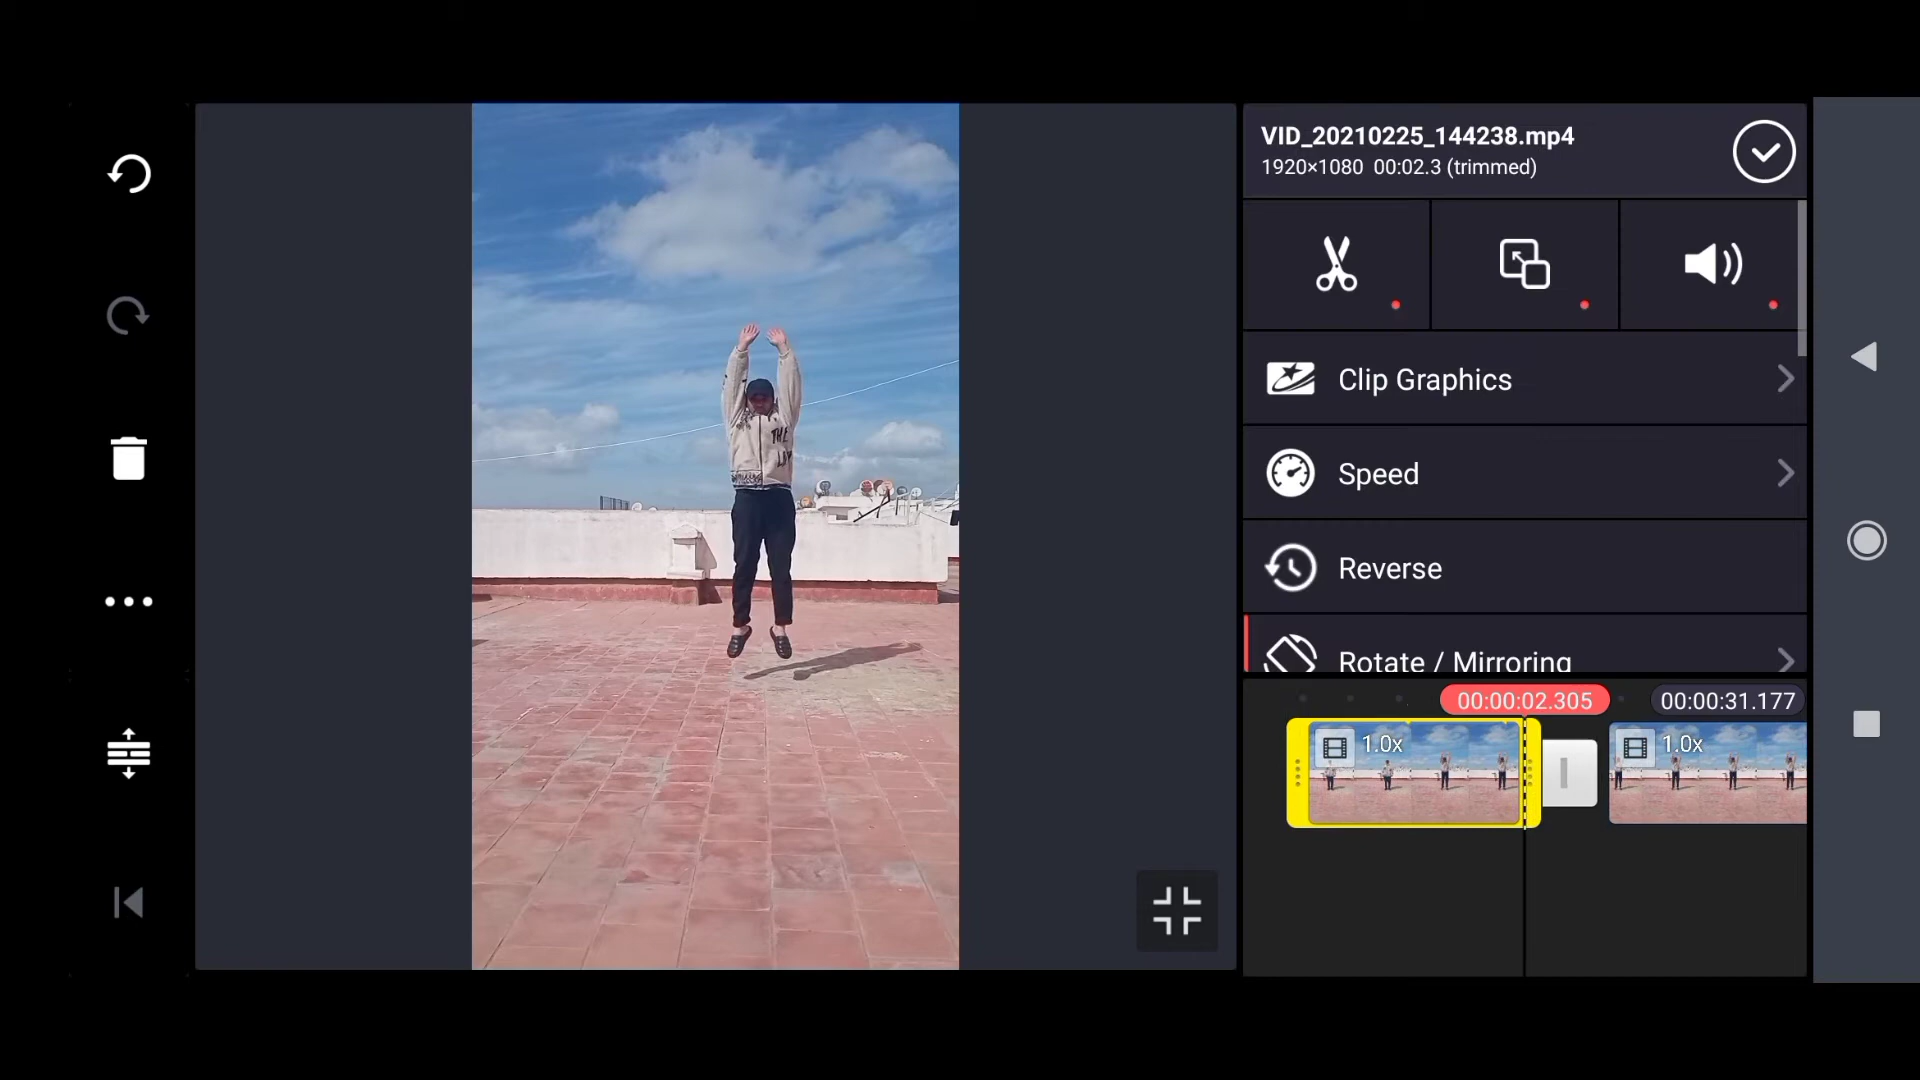 VID_20210225_144238.mp4
1920×1080 00:02.3 (trimmed)
Clip Graphics
Speed
Reverse
Rotate / Mirroring
00:00:02.305
00:00:31.177
1.0x
1.0x
THE